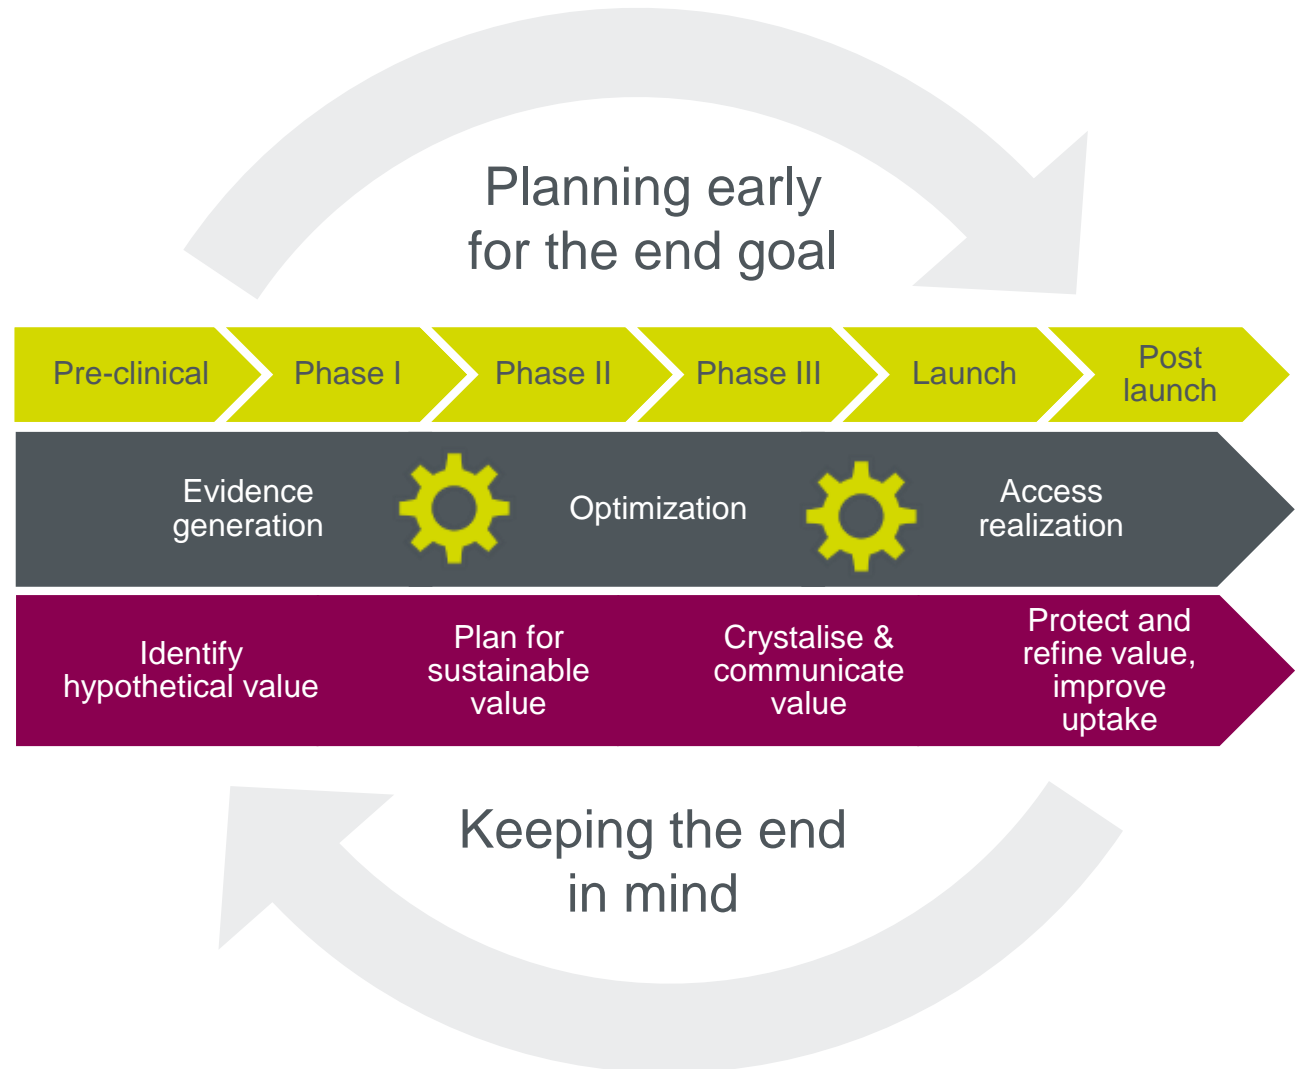 Planning early
for the end goal
Pre-clinical
Phase I
Phase II
Phase III
Launch
Post
launch
Evidence
generation
Optimization
Access
realization
Identify
hypothetical value
Plan for
sustainable
value
Crystalise &
communicate
value
Protect and
refine value,
improve
uptake
Keeping the end
in mind